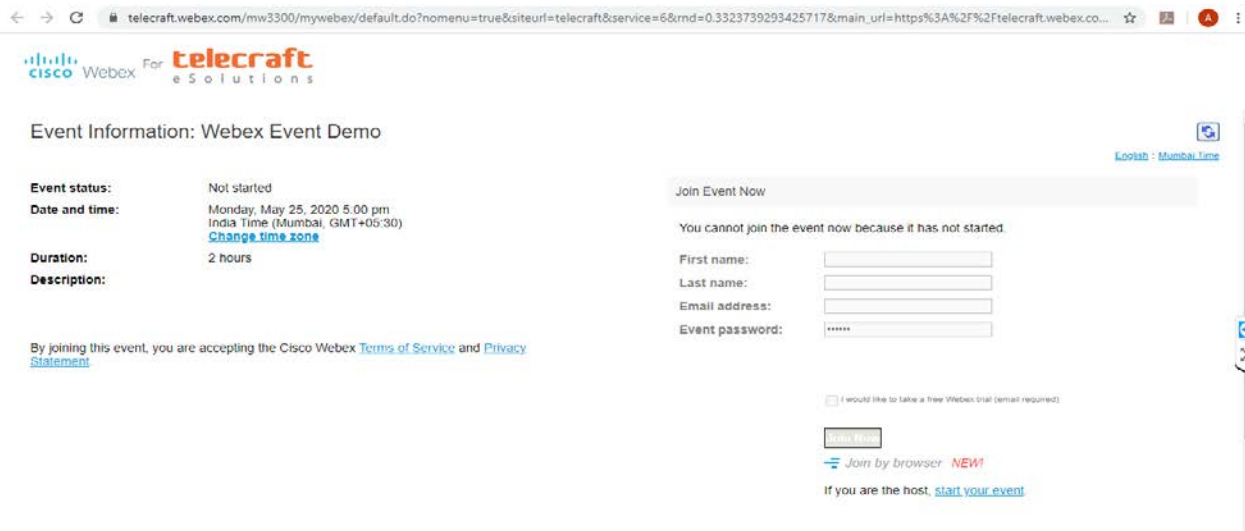 telecraft.webex.com/mw3300/mywebex/default.do?nomenu=true&siteurl=telecraft&service=6&rnd=0.3323739293425717&main_url=https%3A%2F%2Ftelecraft.webex.co...
A
cisco Webex For telecraft
eSolutions
Event Information: Webex Event Demo
English : Mumbai Time
Event status: Not started
Date and time: Monday, May 25, 2020 5:00 pm
India Time (Mumbai, GMT+05:30)
Change time zone
Duration: 2 hours
Description:
By joining this event, you are accepting the Cisco Webex Terms of Service and Privacy
Statement.
Join Event Now
You cannot join the event now because it has not started.
First name:
Last name:
Email address:
Event password: ••••••
I would like to take a free Webex trial (email required)
Join Now
Join by browser NEW!
If you are the host, start your event.